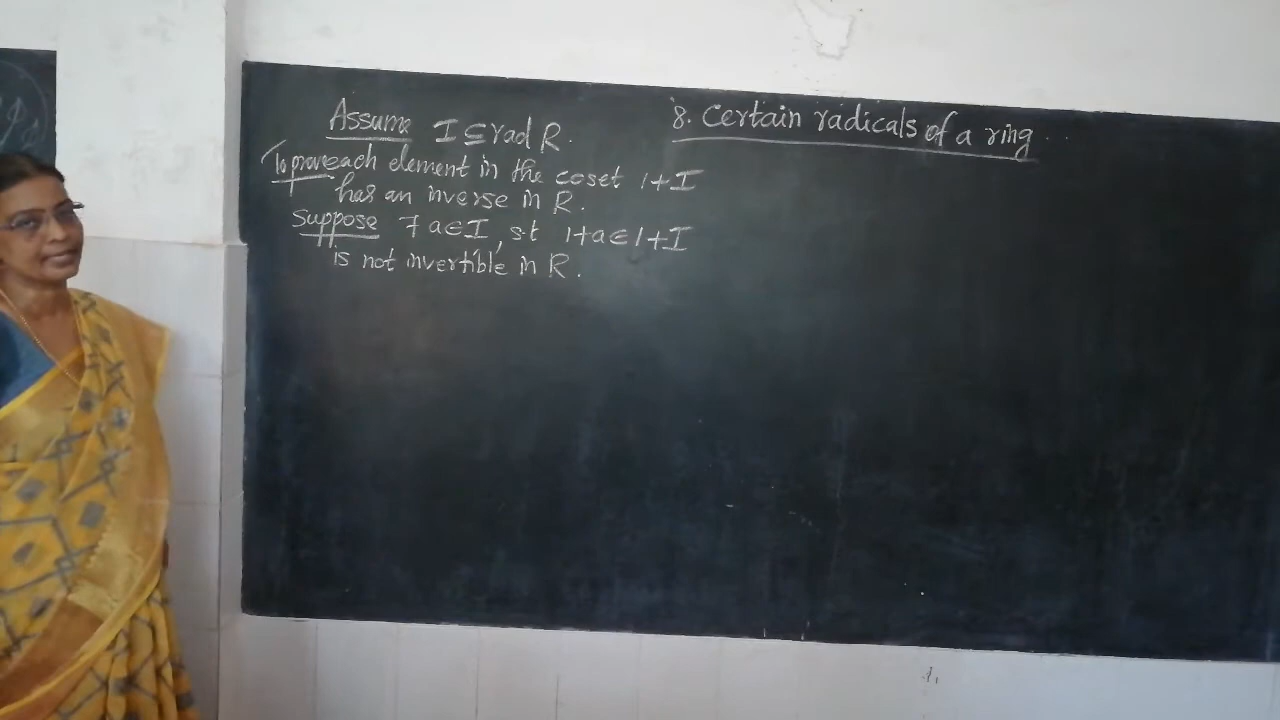 8. Certain radicals of a ring
Assume I ⊆ rad R.
To prove each element in the coset 1+I
has an inverse in R.
Suppose ∃ a∈I, s.t 1+a ∈ 1+I
is not invertible in R.